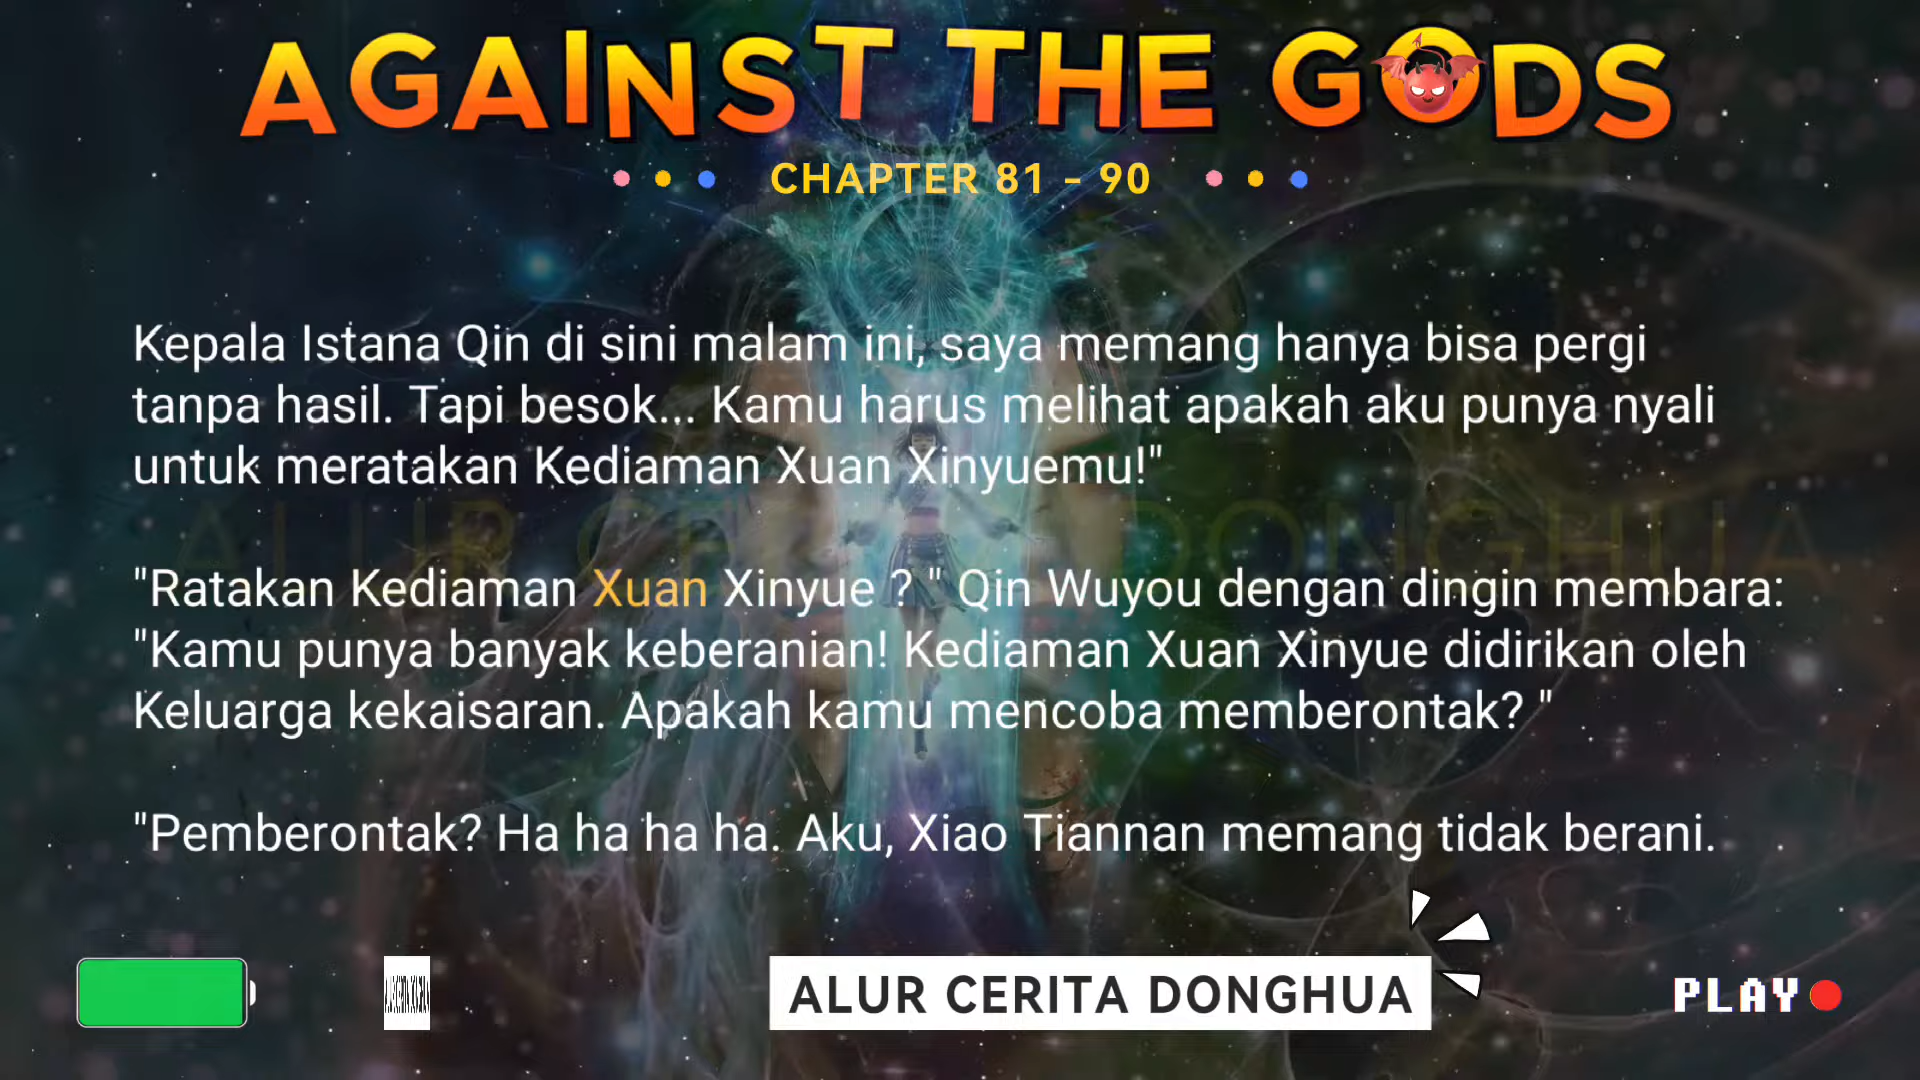 AGAINST THE GODS
CHAPTER 81 - 90
Kepala Istana Qin di sini malam ini, saya memang hanya bisa pergi
tanpa hasil. Tapi besok... Kamu harus melihat apakah aku punya nyali
untuk meratakan Kediaman Xuan Xinyuemu!"
ALUR CERITA DONGHUA
"Ratakan Kediaman Xuan Xinyue ? " Qin Wuyou dengan dingin membara:
"Kamu punya banyak keberanian! Kediaman Xuan Xinyue didirikan oleh
Keluarga kekaisaran. Apakah kamu mencoba memberontak? "
"Pemberontak? Ha ha ha ha. Aku, Xiao Tiannan memang tidak berani.
ALUR CERITA DONGHUA
PLAY